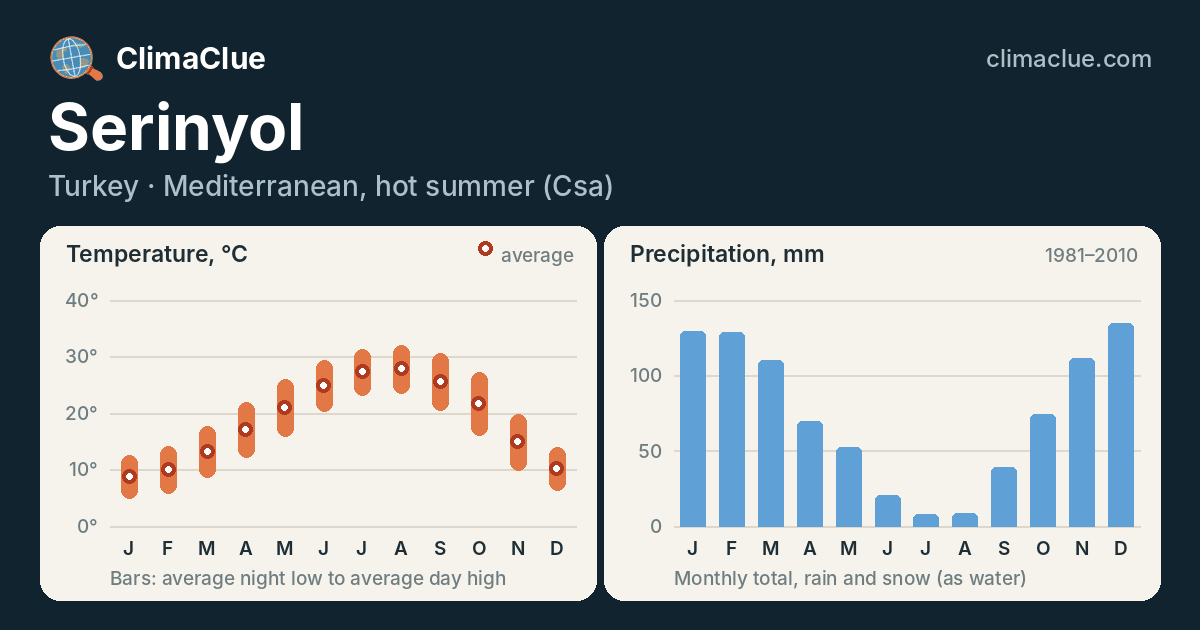 ClimaClue
climaclue.com
Serinyol
Turkey · Mediterranean, hot summer (Csa)
Temperature, °C
average
40°
30°
20°
10°
0°
J F M A M J J A S O N D
Bars: average night low to average day high
Precipitation, mm
1981–2010
150
100
50
0
J F M A M J J A S O N D
Monthly total, rain and snow (as water)